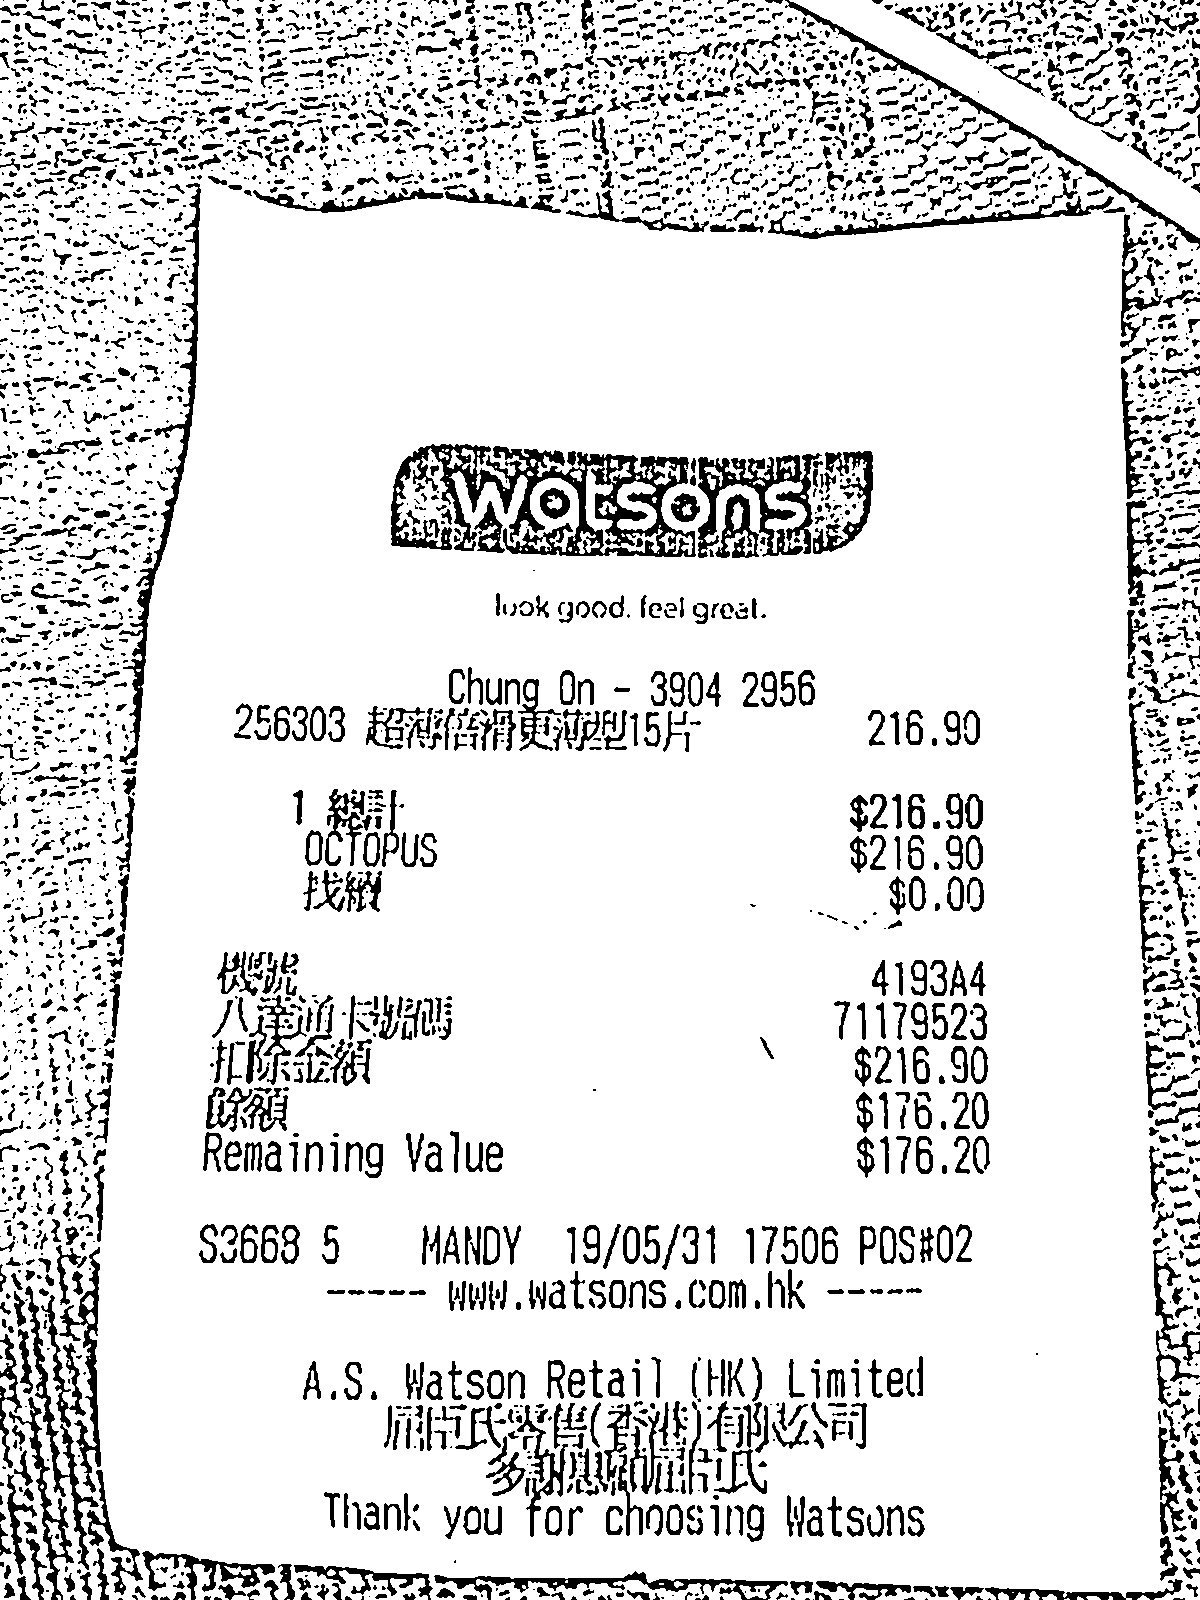 watsons
look good. feel great.
Chung On - 3904 2956
256303 超薄倍滑更薄型15片 216.90
1 總計 $216.90
OCTOPUS $216.90
找續 $0.00
機號 4193A4
八達通卡號碼 71179523
扣除金額 $216.90
餘額 $176.20
Remaining Value $176.20
S3668 5 MANDY 19/05/31 17506 POS#02
----- www.watsons.com.hk -----
A.S. Watson Retail (HK) Limited
屈臣氏零售(香港)有限公司
多謝惠顧屈臣氏
Thank you for choosing Watsons